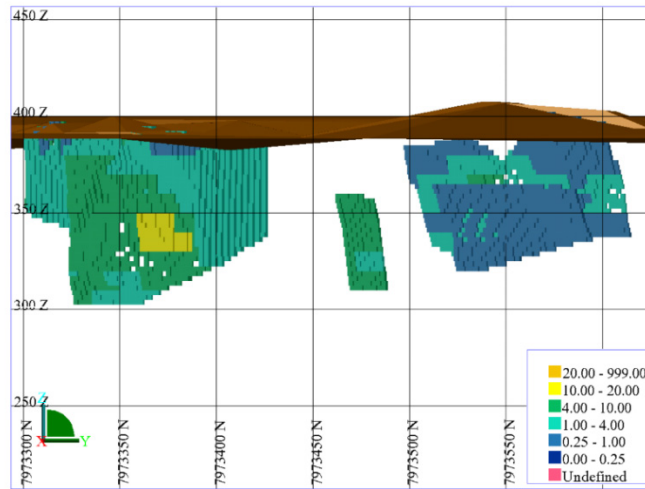 450 Z
400 Z
350 Z
300 Z
250 Z
7973300 N
7973350 N
7973400 N
7973450 N
7973500 N
7973550 N
Z
X
Y
20.00 - 999.00
10.00 - 20.00
4.00 - 10.00
1.00 - 4.00
0.25 - 1.00
0.00 - 0.25
Undefined